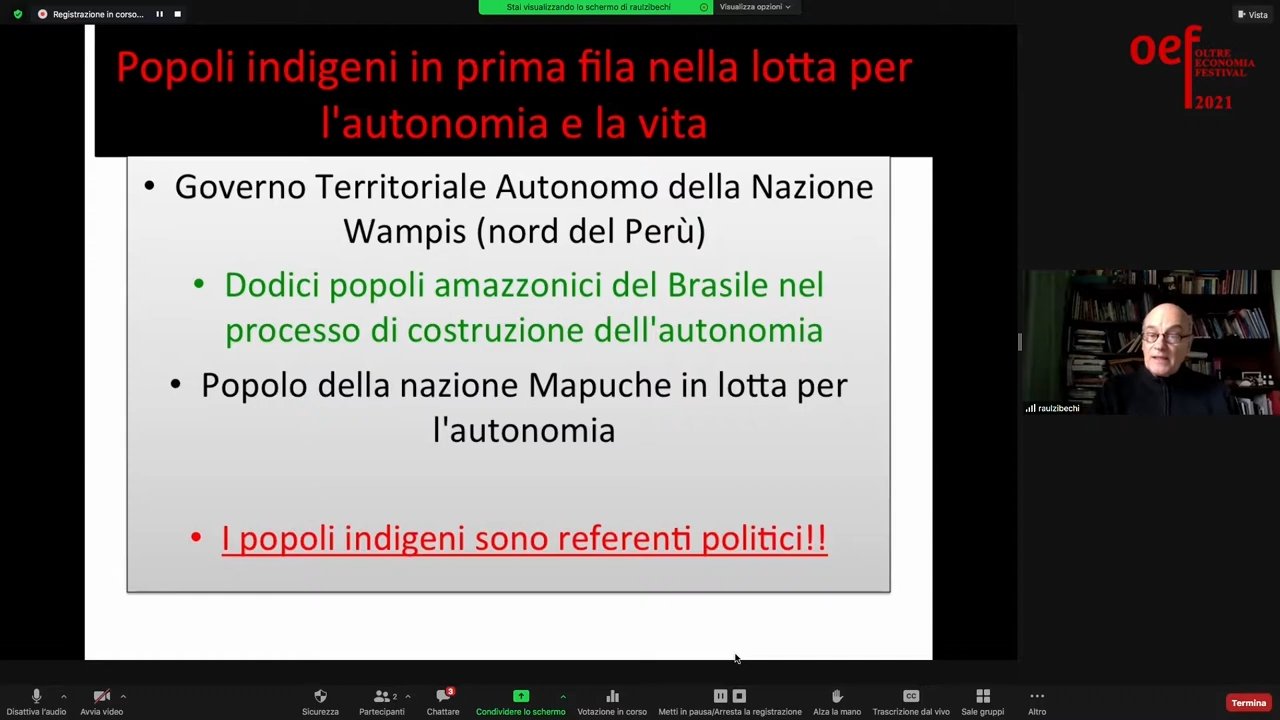 Registrazione in corso...
Stai visualizzando lo schermo di raulzibechi
Visualizza opzioni
Vista
Popoli indigeni in prima fila nella lotta per
l'autonomia e la vita
oef
OLTRE
ECONOMIA
FESTIVAL
2021
• Governo Territoriale Autonomo della Nazione
Wampis (nord del Perù)
• Dodici popoli amazzonici del Brasile nel
processo di costruzione dell'autonomia
• Popolo della nazione Mapuche in lotta per
l'autonomia
• I popoli indigeni sono referenti politici!!
raulzibechi
Disattiva l'audio
Avvia video
Sicurezza
2
Partecipanti
3
Chattare
Condividere lo schermo
Votazione in corso
Metti in pausa/Arresta la registrazione
Alza la mano
CC
Trascrizione dal vivo
Sale gruppi
Altro
Termina